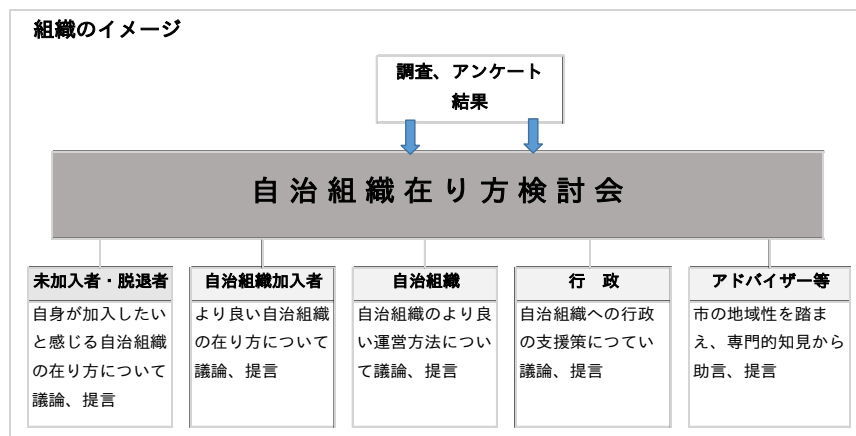 組織のイメージ
調査、アンケート
結果
自治組織在り方検討会
未加入者・脱退者
自身が加入したい
と感じる自治組織
の在り方について
議論、提言
自治組織加入者
より良い自治組織
の在り方について
議論、提言
自治組織
自治組織のより良
い運営方法につい
て議論、提言
行　政
自治組織への行政
の支援策につてい
議論、提言
アドバイザー等
市の地域性を踏ま
え、専門的知見から
助言、提言